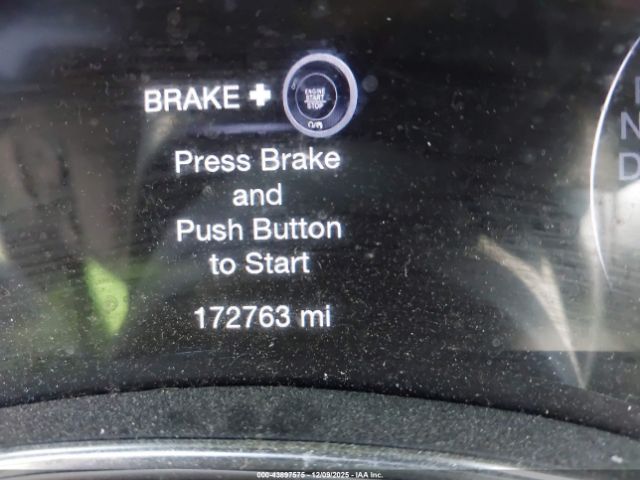 BRAKE +
ENGINE
START
STOP
Press Brake
and
Push Button
to Start
172763 mi
N
D
000-43897575 - 12/09/2025 - IAA Inc.